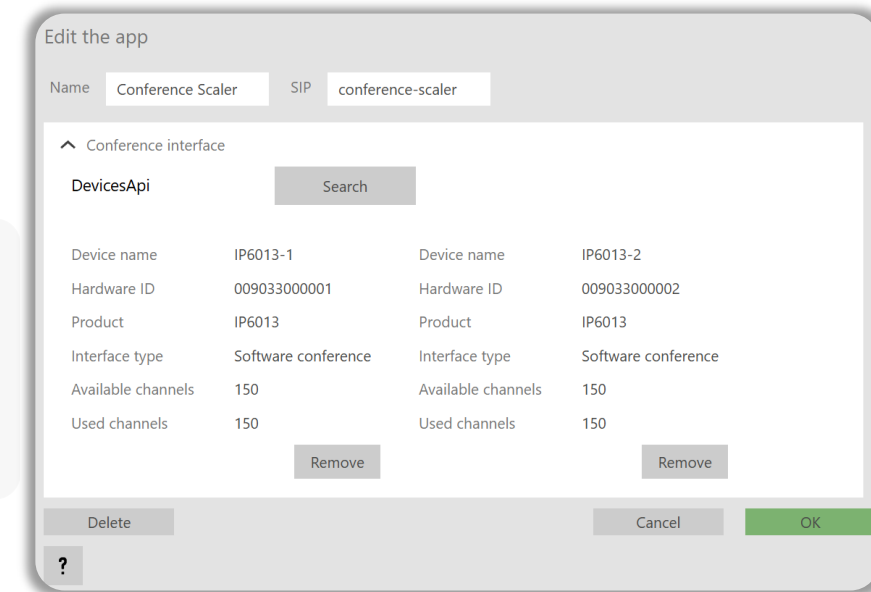 Edit the app
Name Conference Scaler SIP conference-scaler
Conference interface
DevicesApi Search
Device name IP6013-1 Device name IP6013-2
Hardware ID 009033000001 Hardware ID 009033000002
Product IP6013 Product IP6013
Interface type Software conference Interface type Software conference
Available channels 150 Available channels 150
Used channels 150 Used channels 150
Remove Remove
Delete Cancel OK
?